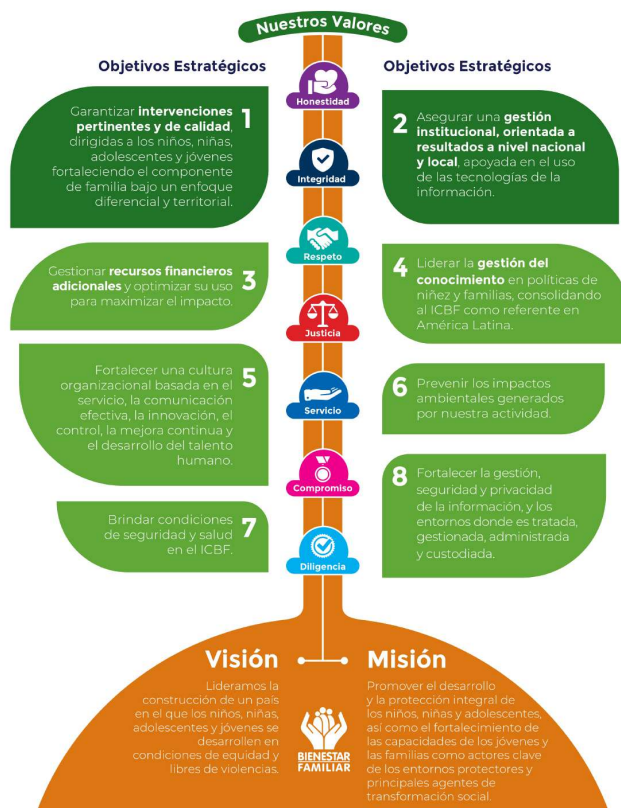 Nuestros Valores
Objetivos Estratégicos
Objetivos Estratégicos
Honestidad
1
Garantizar intervenciones
pertinentes y de calidad,
dirigidas a los niños, niñas,
adolescentes y jóvenes
fortaleciendo el componente
de familia bajo un enfoque
diferencial y territorial.
2
Asegurar una gestión
institucional, orientada a
resultados a nivel nacional
y local, apoyada en el uso
de las tecnologías de la
información.
Integridad
Respeto
3
Gestionar recursos financieros
adicionales y optimizar su uso
para maximizar el impacto.
4
Liderar la gestión del
conocimiento en políticas de
niñez y familias, consolidando
al ICBF como referente en
América Latina.
Justicia
5
Fortalecer una cultura
organizacional basada en el
servicio, la comunicación
efectiva, la innovación, el
control, la mejora continua y
el desarrollo del talento
humano.
Servicio
6
Prevenir los impactos
ambientales generados
por nuestra actividad.
Compromiso
7
Brindar condiciones
de seguridad y salud
en el ICBF.
8
Fortalecer la gestión,
seguridad y privacidad
de la información, y los
entornos donde es tratada,
gestionada, administrada
y custodiada.
Diligencia
Visión
Lideramos la
construcción de un país
en el que los niños, niñas,
adolescentes y jóvenes se
desarrollen en
condiciones de equidad y
libres de violencias.
BIENESTAR
FAMILIAR
Misión
Promover el desarrollo
y la protección integral de
los niños, niñas y adolescentes,
así como el fortalecimiento de
las capacidades de los jóvenes y
las familias como actores clave
de los entornos protectores y
principales agentes de
transformación social.